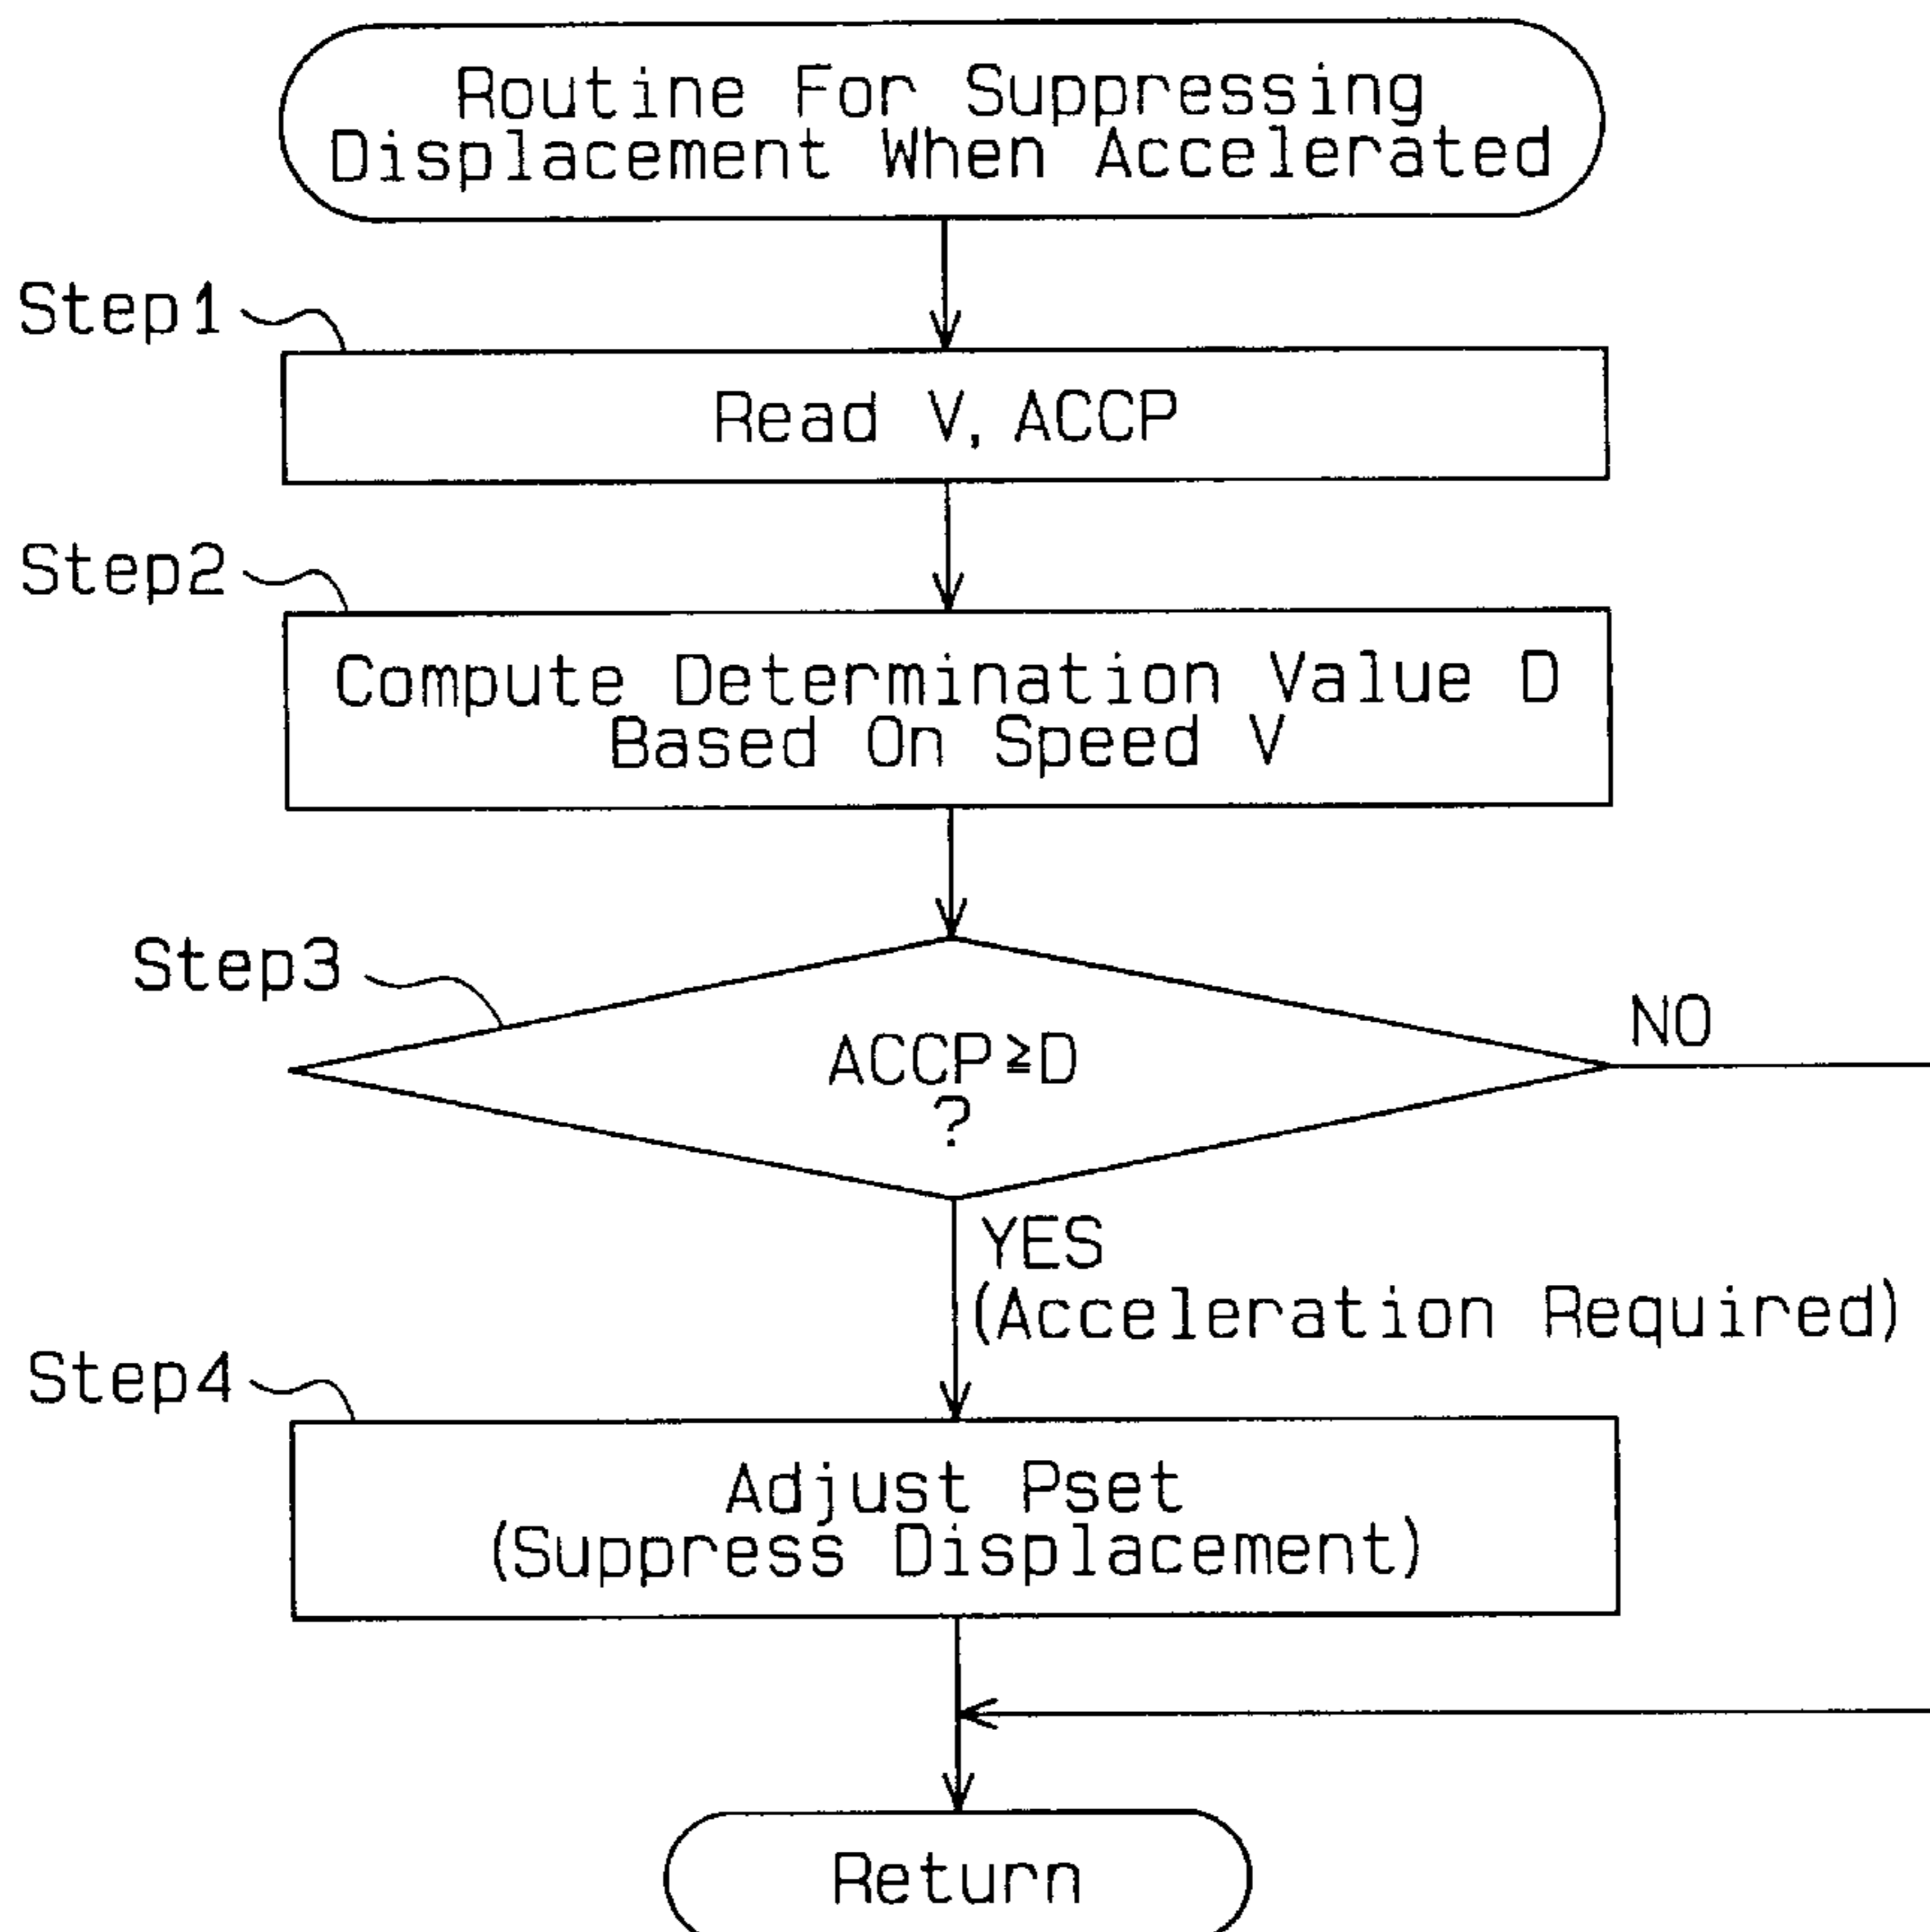 Routine For Suppressing
Displacement When Accelerated
Step1
Read V, ACCP
Step2
Compute Determination Value D
Based On Speed V
Step3
ACCP≧D
?
NO
YES
(Acceleration Required)
Step4
Adjust Pset
(Suppress Displacement)
Return